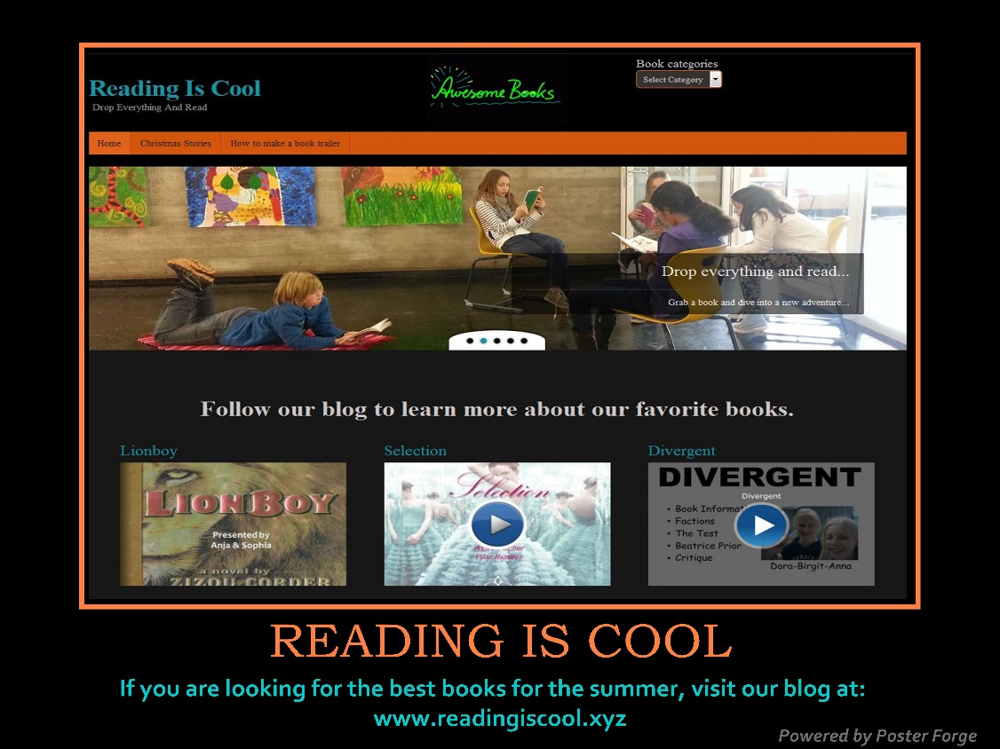 Reading Is Cool
Drop Everything And Read
Awesome Books
Book categories
Select Category
Home Christmas Stories How to make a book trailer
Drop everything and read...
Grab a book and dive into a new adventure...
Follow our blog to learn more about our favorite books.
Lionboy
LIONBOY
Presented by
Anja & Sophia
a novel by
ZIZOU CORDER
Selection
Selection
Pilar Ramirez
Divergent
DIVERGENT
Divergent
• Book
• Factions
• The Test
• Beatrice Prior
• Critique
Dora-Birgit-Anna
READING IS COOL
If you are looking for the best books for the summer, visit our blog at:
www.readingiscool.xyz
Powered by Poster Forge